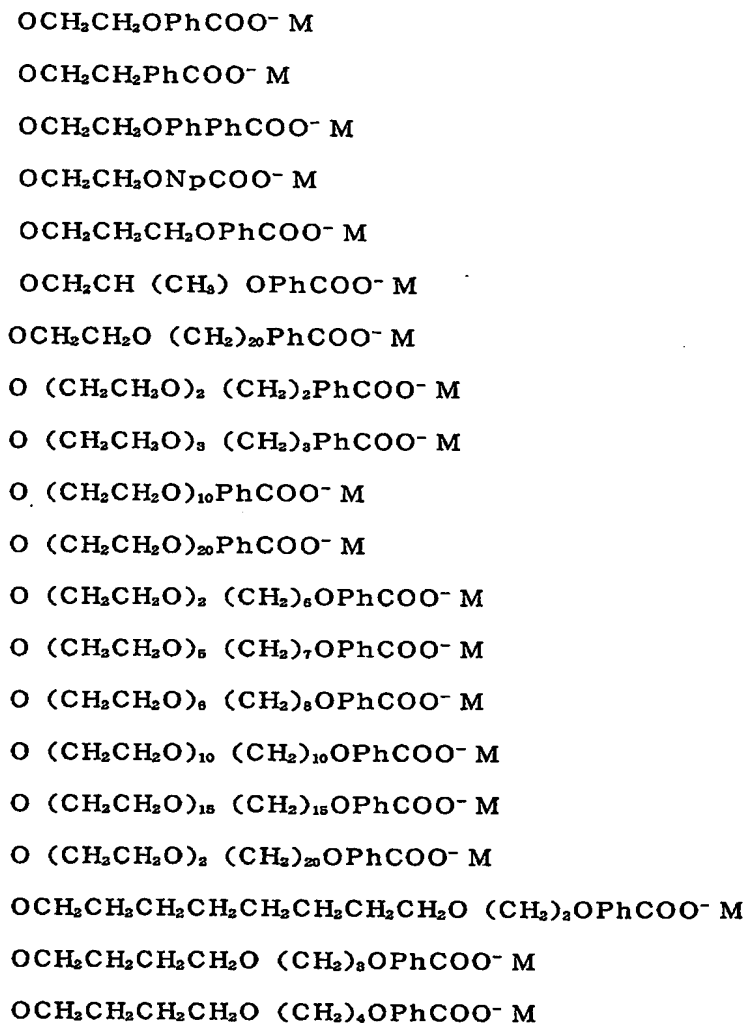 OCH₂CH₂OPhCOO⁻ M
OCH₂CH₂PhCOO⁻ M
OCH₂CH₂OPhPhCOO⁻ M
OCH₂CH₂ONpCOO⁻ M
OCH₂CH₂CH₂OPhCOO⁻ M
OCH₂CH (CH₃) OPhCOO⁻ M
OCH₂CH₂O (CH₂)₂₀PhCOO⁻ M
O (CH₂CH₂O)₂ (CH₂)₂PhCOO⁻ M
O (CH₂CH₂O)₃ (CH₂)₃PhCOO⁻ M
O (CH₂CH₂O)₁₀PhCOO⁻ M
O (CH₂CH₂O)₂₀PhCOO⁻ M
O (CH₂CH₂O)₂ (CH₂)₆OPhCOO⁻ M
O (CH₂CH₂O)₅ (CH₂)₇OPhCOO⁻ M
O (CH₂CH₂O)₆ (CH₂)₈OPhCOO⁻ M
O (CH₂CH₂O)₁₀ (CH₂)₁₀OPhCOO⁻ M
O (CH₂CH₂O)₁₅ (CH₂)₁₅OPhCOO⁻ M
O (CH₂CH₂O)₂ (CH₂)₂₀OPhCOO⁻ M
OCH₂CH₂CH₂CH₂CH₂CH₂CH₂CH₂O (CH₂)₂OPhCOO⁻ M
OCH₂CH₂CH₂CH₂O (CH₂)₃OPhCOO⁻ M
OCH₂CH₂CH₂CH₂O (CH₂)₄OPhCOO⁻ M